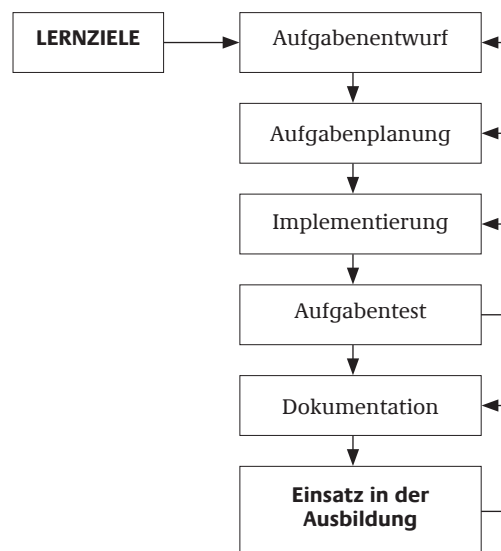 LERNZIELE
Aufgabenentwurf
Aufgabenplanung
Implementierung
Aufgabentest
Dokumentation
Einsatz in der
Ausbildung